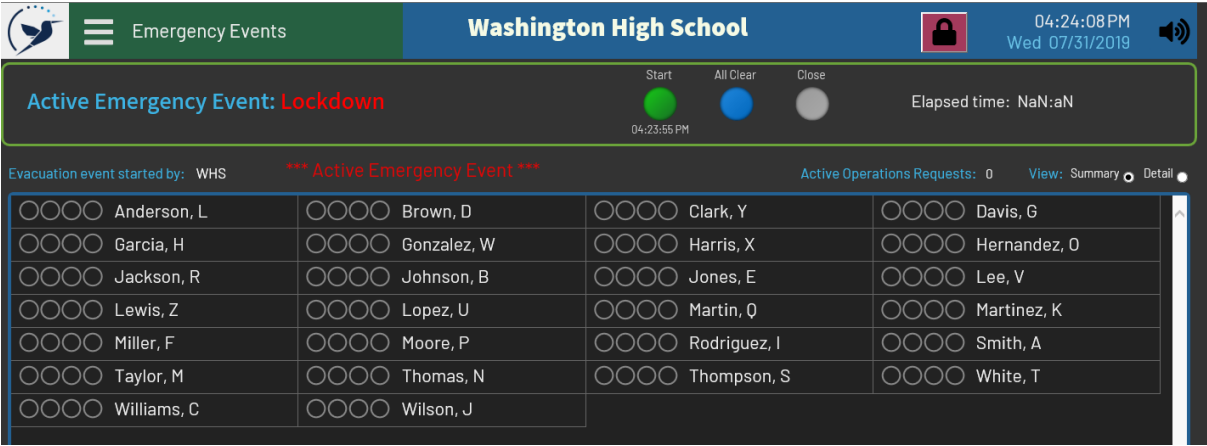 Emergency Events
Washington High School
04:24:08 PM
Wed 07/31/2019
Start All Clear Close
Active Emergency Event: Lockdown
Elapsed time: NaN:aN
04:23:55 PM
Evacuation event started by: WHS
*** Active Emergency Event ***
Active Operations Requests: 0
View: Summary Detail
Anderson, L Brown, D Clark, Y Davis, G
Garcia, H Gonzalez, W Harris, X Hernandez, O
Jackson, R Johnson, B Jones, E Lee, V
Lewis, Z Lopez, U Martin, Q Martinez, K
Miller, F Moore, P Rodriguez, I Smith, A
Taylor, M Thomas, N Thompson, S White, T
Williams, C Wilson, J